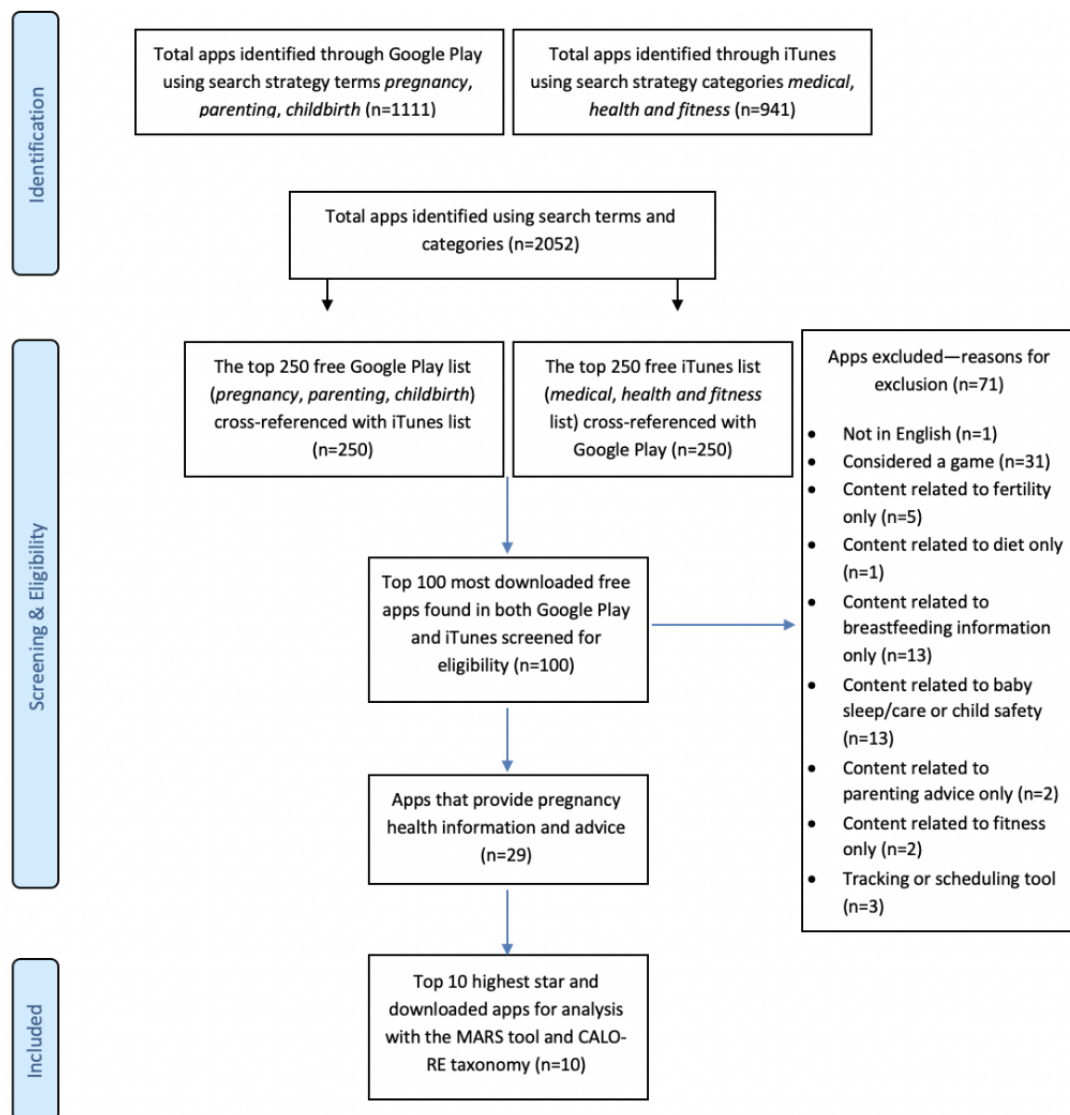 Identification
Total apps identified through Google Play
using search strategy terms pregnancy,
parenting, childbirth (n=1111)
Total apps identified through iTunes
using search strategy categories medical,
health and fitness (n=941)
Total apps identified using search terms and
categories (n=2052)
Screening & Eligibility
The top 250 free Google Play list
(pregnancy, parenting, childbirth)
cross-referenced with iTunes list
(n=250)
The top 250 free iTunes list
(medical, health and fitness
list) cross-referenced with
Google Play (n=250)
Apps excluded—reasons for
exclusion (n=71)
• Not in English (n=1)
• Considered a game (n=31)
• Content related to fertility
only (n=5)
• Content related to diet only
(n=1)
• Content related to
breastfeeding information
only (n=13)
• Content related to baby
sleep/care or child safety
(n=13)
• Content related to
parenting advice only (n=2)
• Content related to fitness
only (n=2)
• Tracking or scheduling tool
(n=3)
Top 100 most downloaded free
apps found in both Google Play
and iTunes screened for
eligibility (n=100)
Apps that provide pregnancy
health information and advice
(n=29)
Included
Top 10 highest star and
downloaded apps for analysis
with the MARS tool and CALO-
RE taxonomy (n=10)